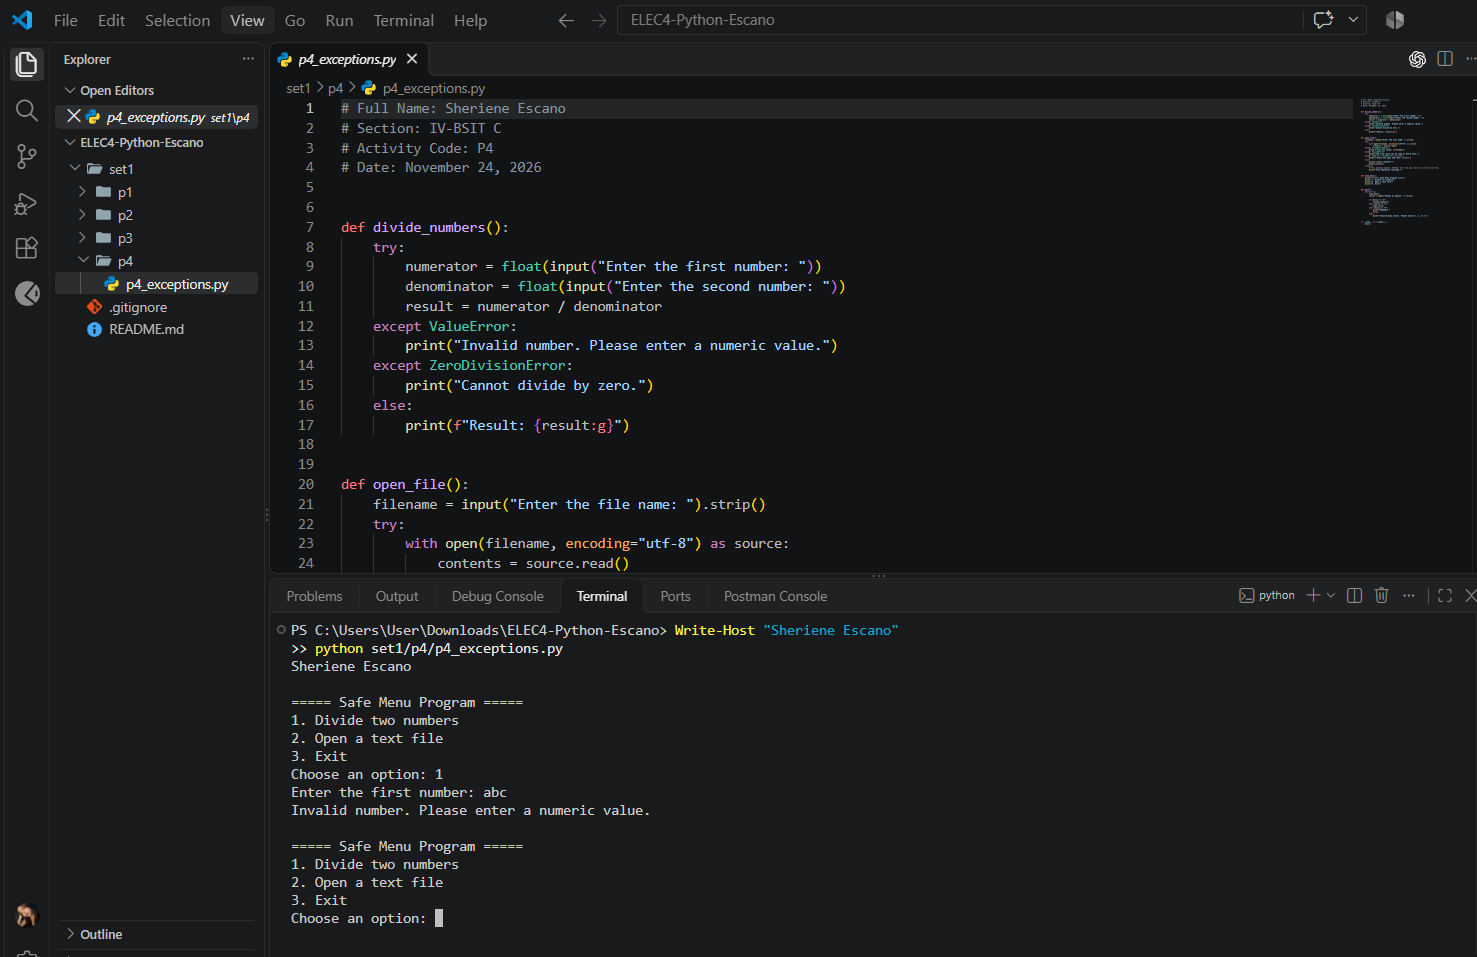 File Edit Selection View Go Run Terminal Help
ELEC4-Python-Escano
Explorer
Open Editors
p4_exceptions.py set1\p4
ELEC4-Python-Escano
set1
p1
p2
p3
p4
p4_exceptions.py
.gitignore
README.md
Outline
p4_exceptions.py
set1 > p4 > p4_exceptions.py
1 # Full Name: Sheriene Escano
2 # Section: IV-BSIT C
3 # Activity Code: P4
4 # Date: November 24, 2026
5
6
7 def divide_numbers():
8     try:
9         numerator = float(input("Enter the first number: "))
10         denominator = float(input("Enter the second number: "))
11         result = numerator / denominator
12     except ValueError:
13         print("Invalid number. Please enter a numeric value.")
14     except ZeroDivisionError:
15         print("Cannot divide by zero.")
16     else:
17         print(f"Result: {result:g}")
18
19
20 def open_file():
21     filename = input("Enter the file name: ").strip()
22     try:
23         with open(filename, encoding="utf-8") as source:
24             contents = source.read()
Problems Output Debug Console Terminal Ports Postman Console
python
PS C:\Users\User\Downloads\ELEC4-Python-Escano> Write-Host "Sheriene Escano"
>> python set1/p4/p4_exceptions.py
Sheriene Escano
===== Safe Menu Program =====
1. Divide two numbers
2. Open a text file
3. Exit
Choose an option: 1
Enter the first number: abc
Invalid number. Please enter a numeric value.
===== Safe Menu Program =====
1. Divide two numbers
2. Open a text file
3. Exit
Choose an option: